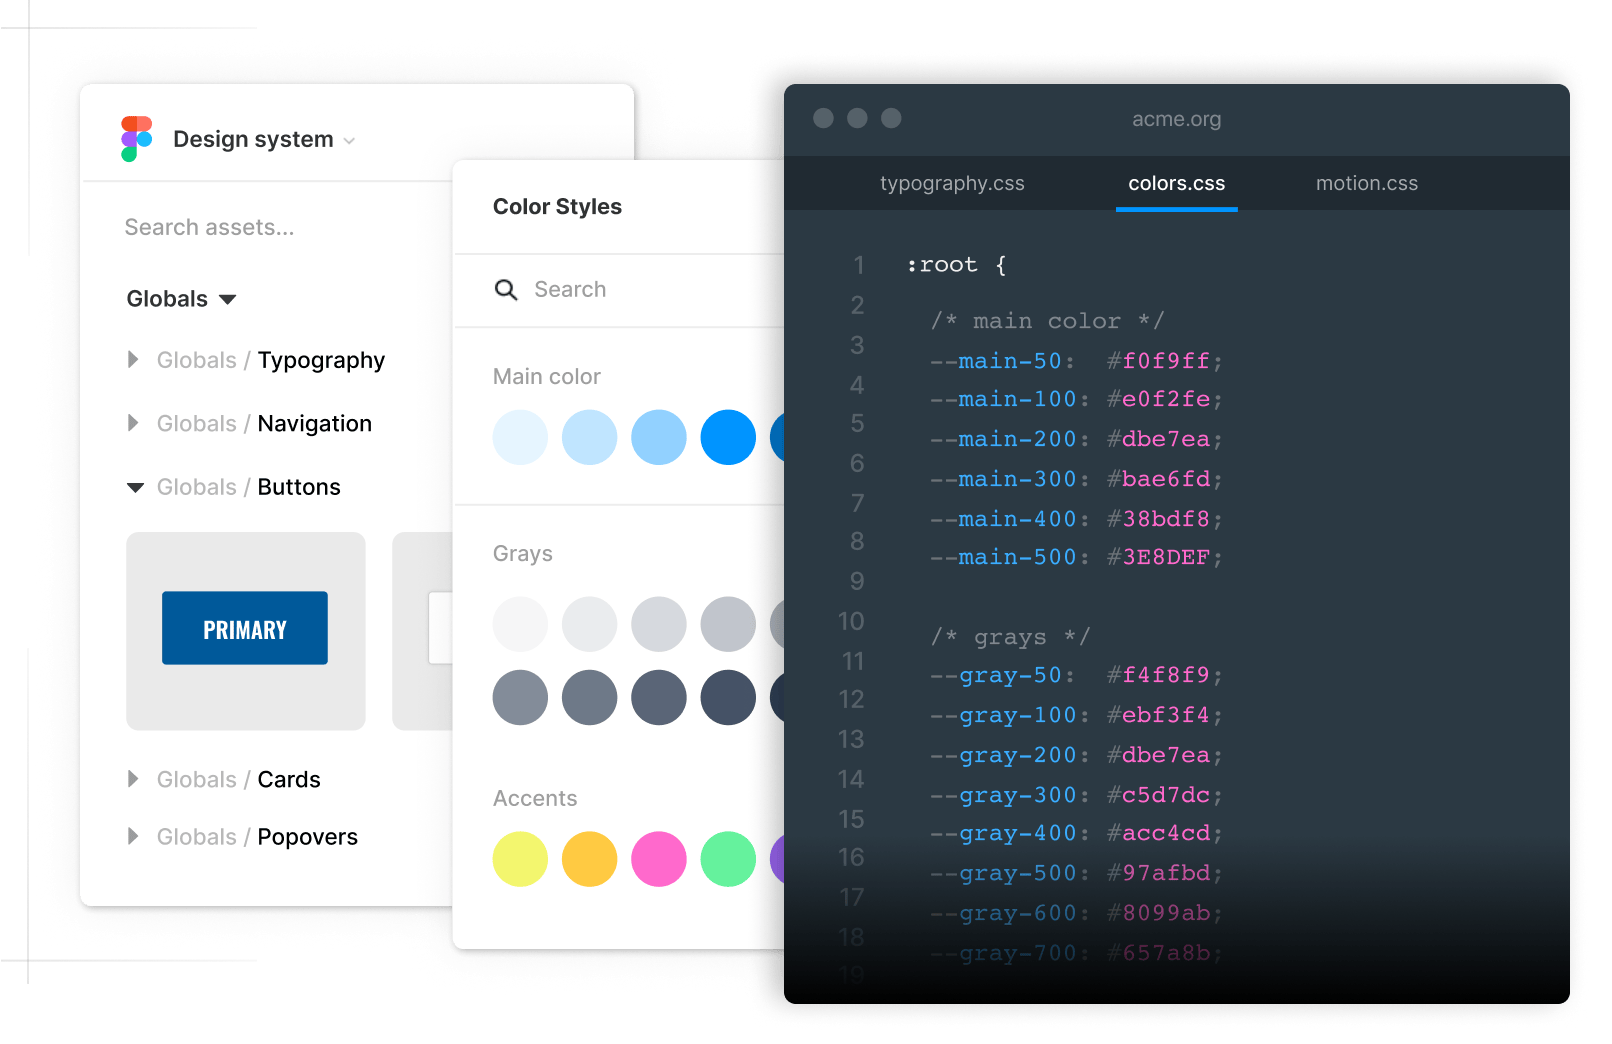 Design system
Search assets...
Globals
Globals / Typography
Globals / Navigation
Globals / Buttons
PRIMARY
Globals / Cards
Globals / Popovers
Color Styles
Search
Main color
Grays
Accents
acme.org
typography.css colors.css motion.css
1 :root {
2
/* main color */
3
--main-50: #f0f9ff;
4
--main-100: #e0f2fe;
5
--main-200: #dbe7ea;
6
--main-300: #bae6fd;
7
--main-400: #38bdf8;
8
--main-500: #3E8DEF;
9
10
/* grays */
11
--gray-50: #f4f8f9;
12
--gray-100: #ebf3f4;
13
--gray-200: #dbe7ea;
14
--gray-300: #c5d7dc;
15
--gray-400: #acc4cd;
16
--gray-500: #97afbd;
17
--gray-600: #8099ab;
18
--gray-700: #657a8b;
19